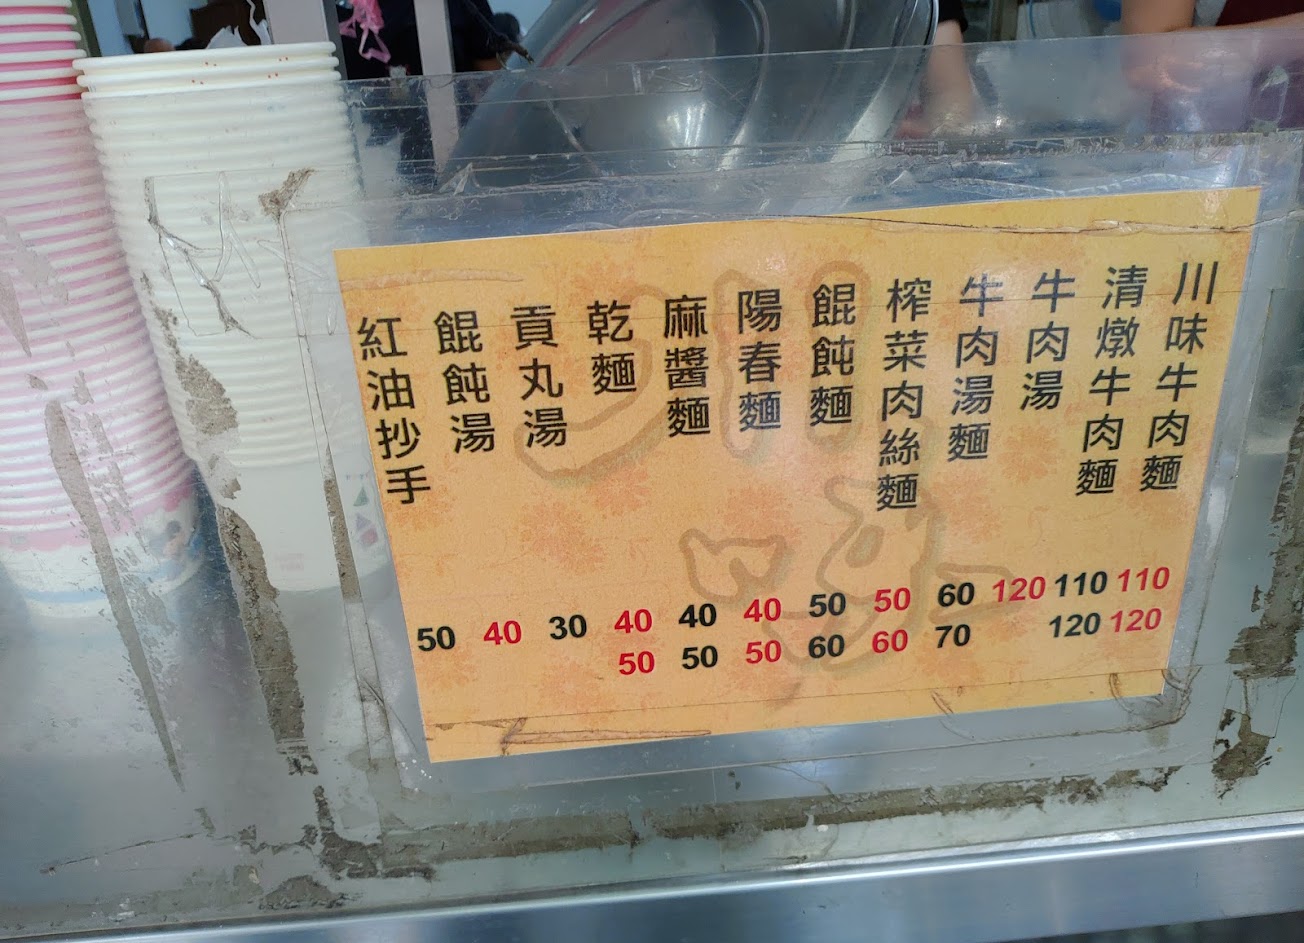 川味牛肉麵 110 120
清燉牛肉麵 110 120
牛肉湯 120
牛肉湯麵 60 70
榨菜肉絲麵 50 60
餛飩麵 50 60
陽春麵 40 50
麻醬麵 40 50
乾麵 40 50
貢丸湯 30
餛飩湯 40
紅油抄手 50
川味